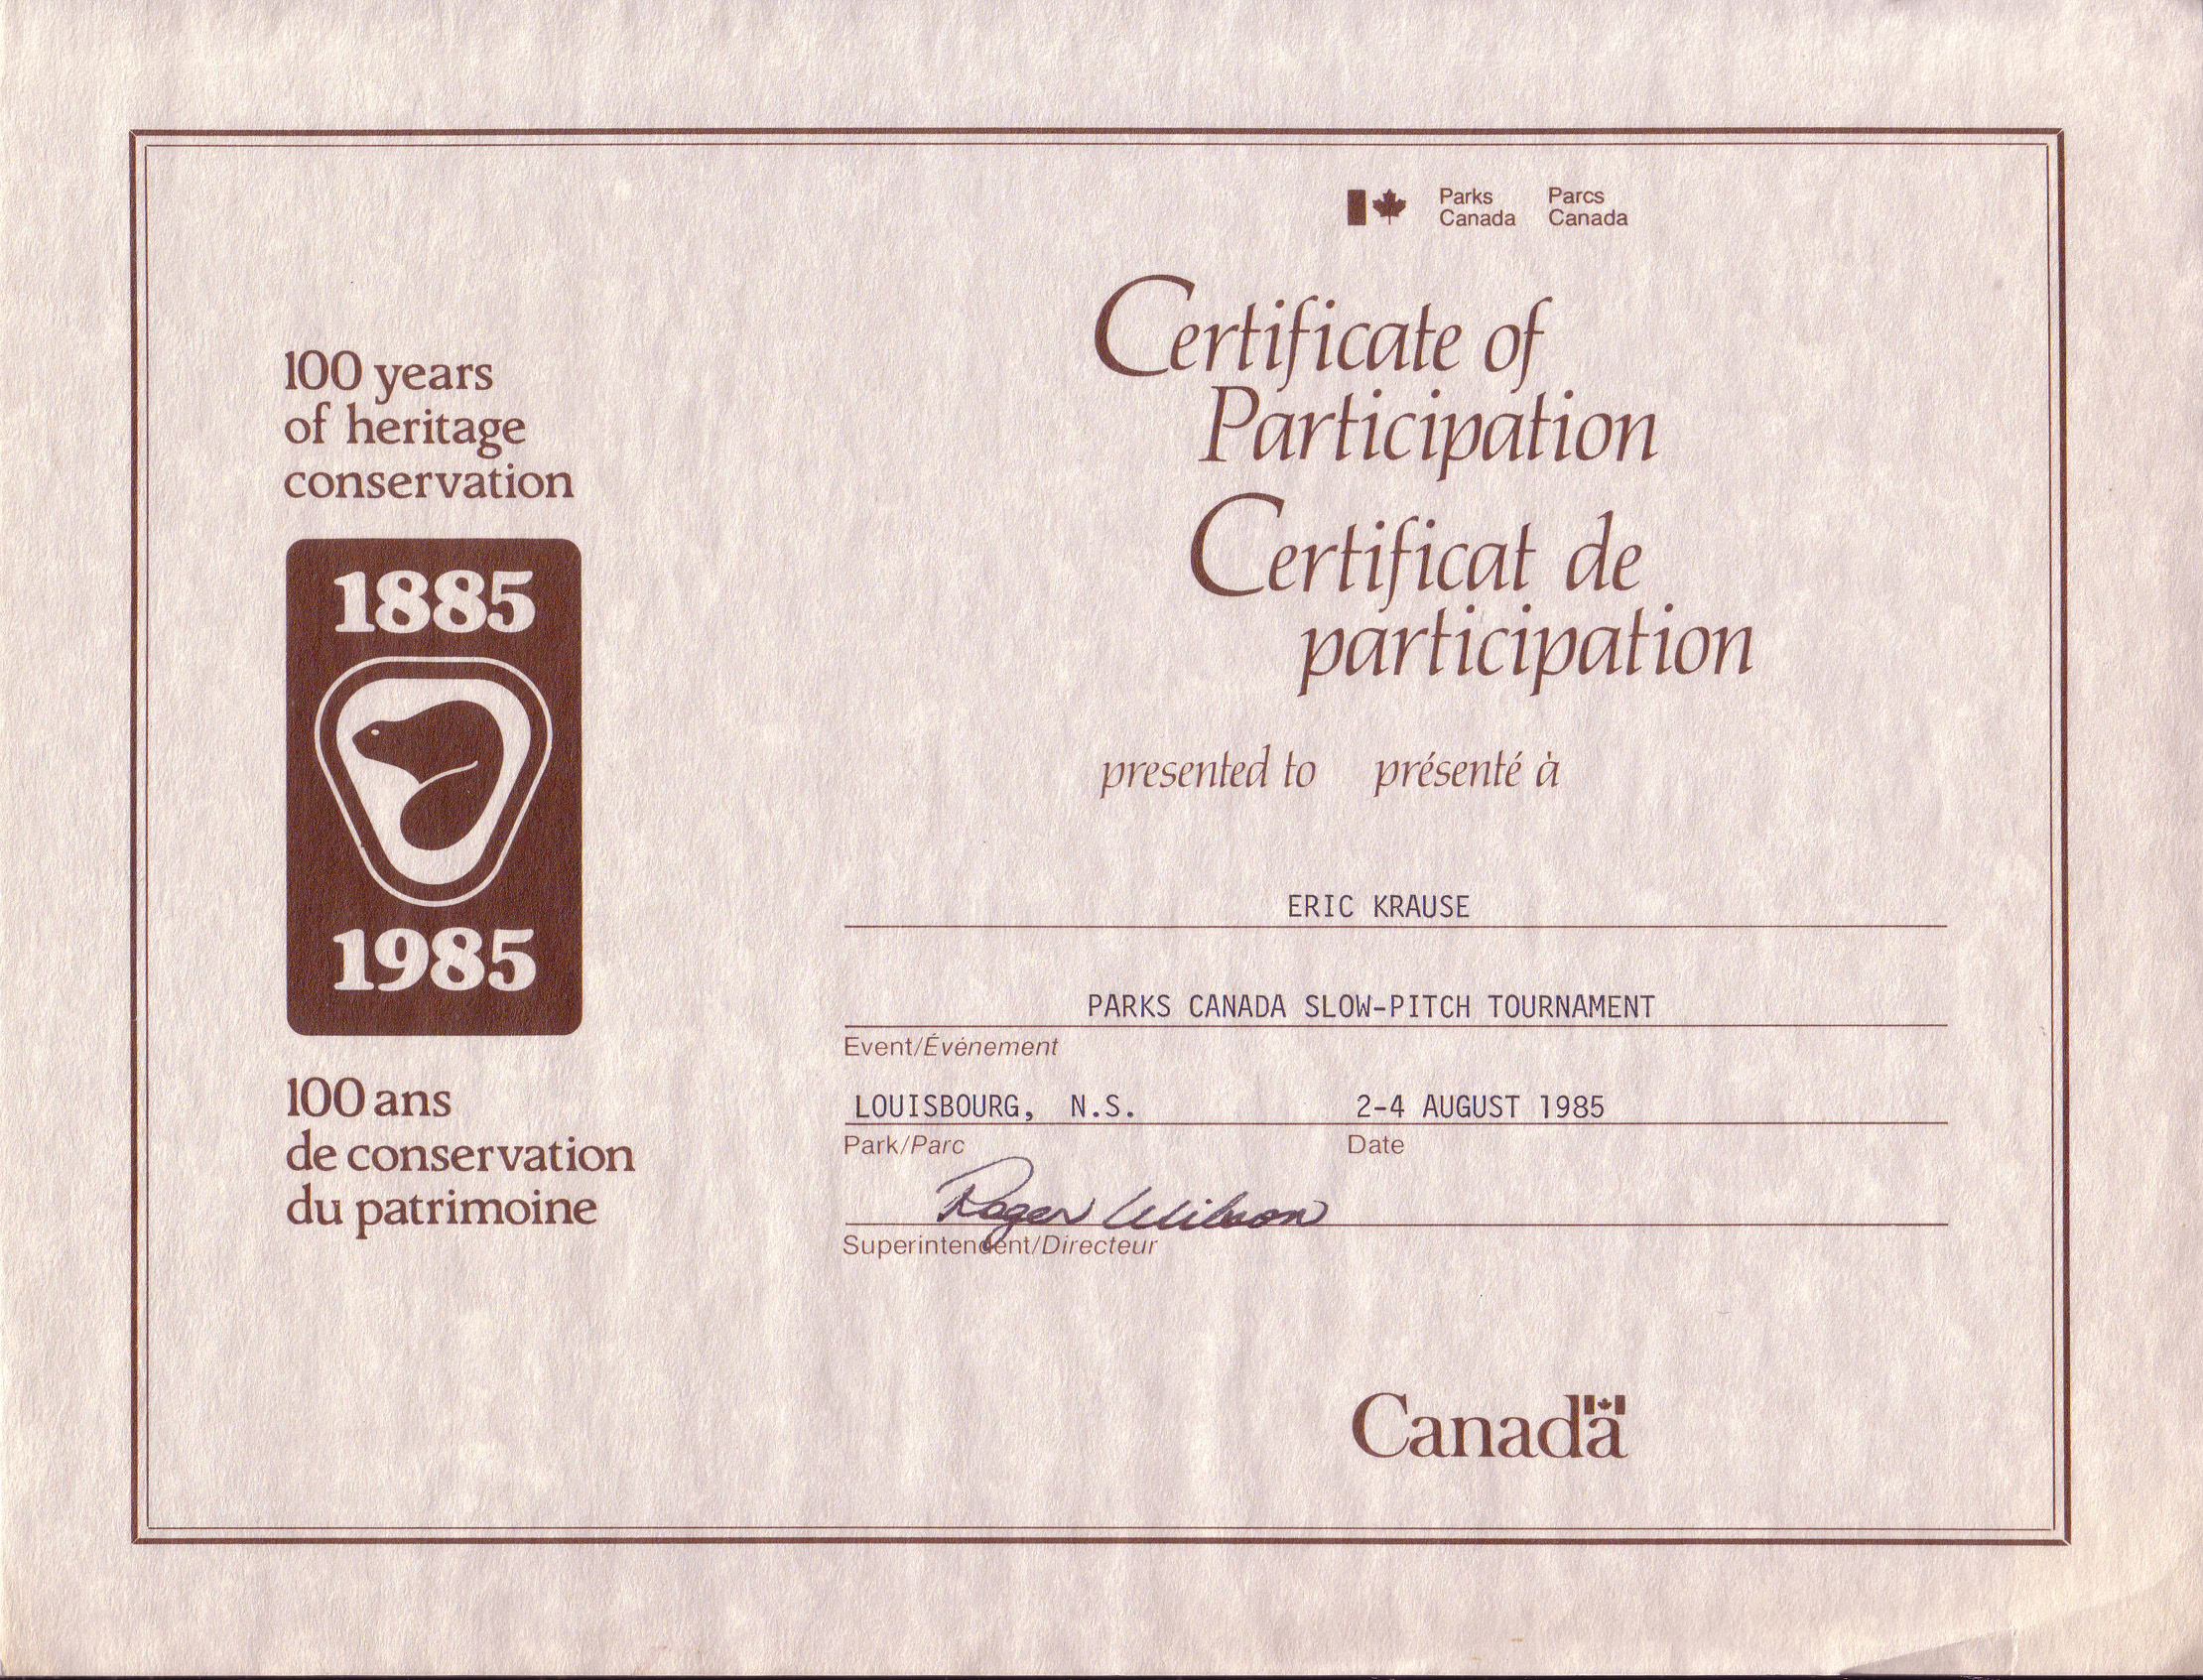 Parks Canada
Parcs Canada
Certificate of
Participation
Certificat de
participation
presented to présenté à
100 years
of heritage
conservation
1885
1985
100 ans
de conservation
du patrimoine
ERIC KRAUSE
PARKS CANADA SLOW-PITCH TOURNAMENT
Event/Événement
LOUISBOURG, N.S. 2-4 AUGUST 1985
Park/Parc Date
Roger Wilson
Superintendent/Directeur
Canada